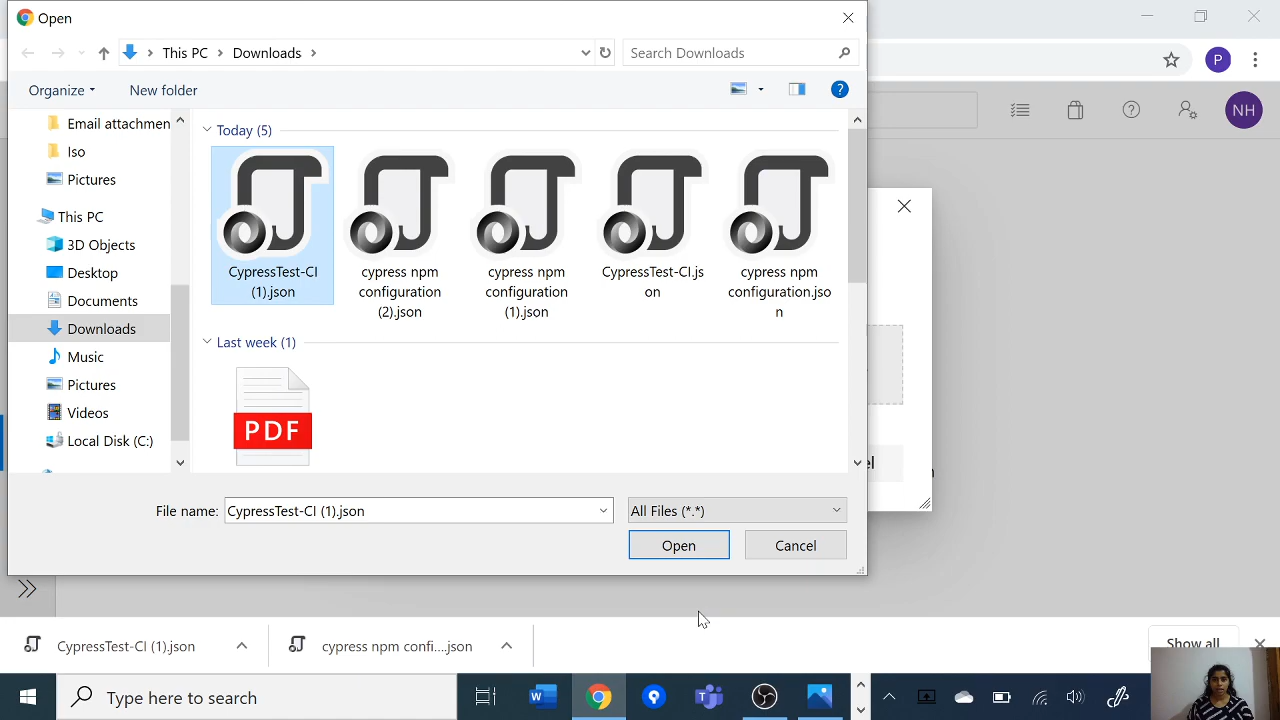 Open
This PC
Downloads
Search Downloads
P
Organize
New folder
?
NH
Email attachmen
Iso
Pictures
This PC
3D Objects
Desktop
Documents
Downloads
Music
Pictures
Videos
Local Disk (C:)
Today (5)
CypressTest-CI
(1).json
cypress npm
configuration
(2).json
cypress npm
configuration
(1).json
CypressTest-CI.js
on
cypress npm
configuration.jso
n
Last week (1)
PDF
el
n
File name:
CypressTest-CI (1).json
All Files (*.*)
Open
Cancel
CypressTest-CI (1).json
cypress npm confi....json
Show all
Type here to search